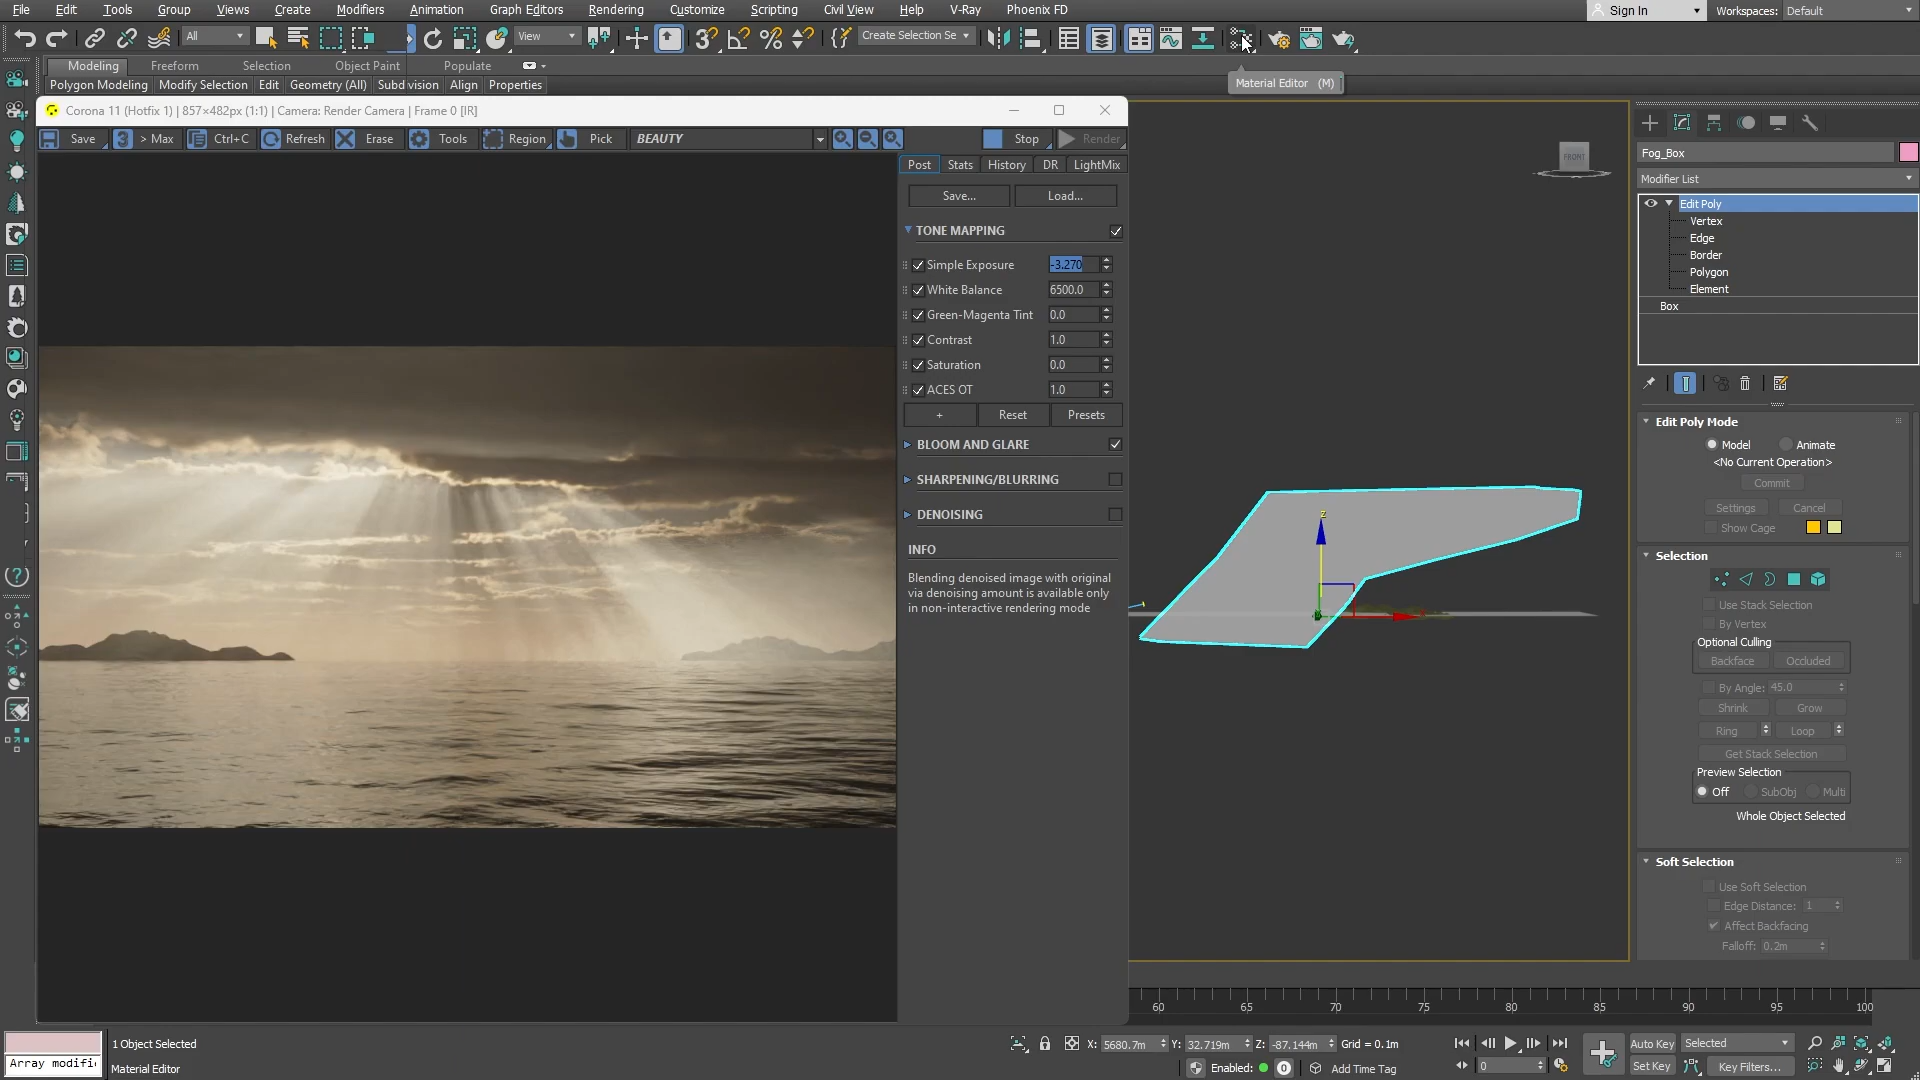 File Edit Tools Group Views Create Modifiers Animation Graph Editors Rendering Customize Scripting Civil View Help V-Ray Phoenix FD Sign In Workspaces: Default
All View Create Selection Se
Modeling Freeform Selection Object Paint Populate
Material Editor (M)
Polygon Modeling Modify Selection Edit Geometry (All) Subdivision Align Properties
Corona 11 (Hotfix 1) | 857×482px (1:1) | Camera: Render Camera | Frame 0 [IR]
Save 3 > Max Ctrl+C Refresh Erase Tools Region Pick BEAUTY Stop Render
Post Stats History DR LightMix
Save... Load...
TONE MAPPING
Simple Exposure -3.270
White Balance 6500.0
Green-Magenta Tint 0.0
Contrast 1.0
Saturation 0.0
ACES OT 1.0
+ Reset Presets
BLOOM AND GLARE
SHARPENING/BLURRING
DENOISING
INFO
Blending denoised image with original
via denoising amount is available only
in non-interactive rendering mode
FRONT
z
Fog_Box
Modifier List
Edit Poly
Vertex
Edge
Border
Polygon
Element
Box
Edit Poly Mode
Model Animate
<No Current Operation>
Commit
Settings Cancel
Show Cage
Selection
Use Stack Selection
By Vertex
Optional Culling
Backface Occluded
By Angle: 45.0
Shrink Grow
Ring Loop
Get Stack Selection
Preview Selection
Off SubObj Multi
Whole Object Selected
Soft Selection
Use Soft Selection
Edge Distance: 1
Affect Backfacing
Falloff: 0.2m
60 65 70 75 80 85 90 95 100
1 Object Selected X: 5680.7m Y: 32.719m Z: -87.144m Grid = 0.1m Auto Key Selected
Array modifi Material Editor Enabled: 0 Add Time Tag 0 Set Key Key Filters...